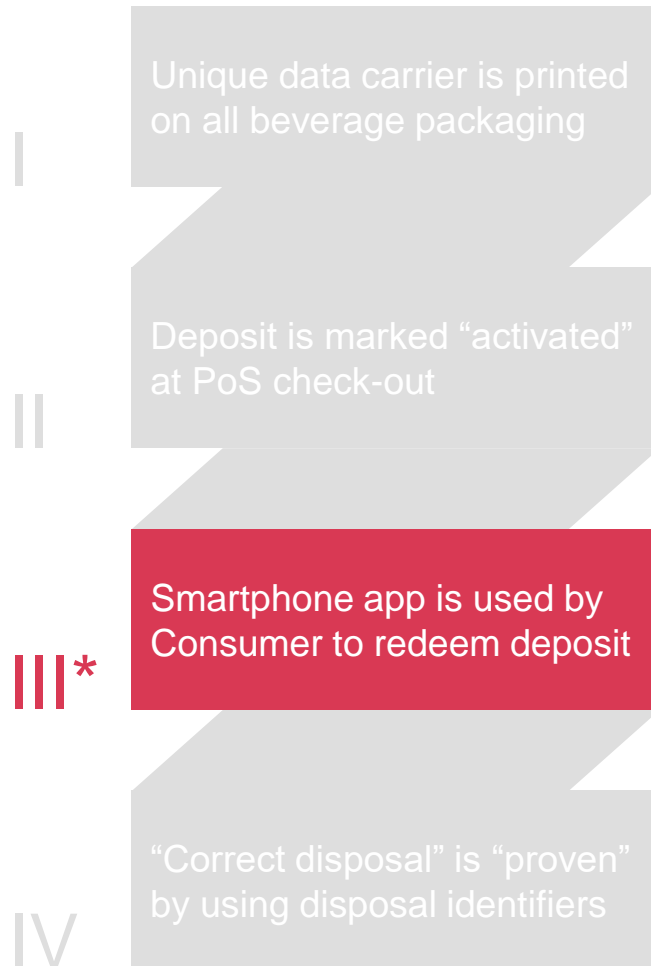 Unique data carrier is printed
on all beverage packaging
I
Deposit is marked “activated”
at PoS check-out
II
Smartphone app is used by
Consumer to redeem deposit
III*
“Correct disposal” is “proven”
by using disposal identifiers
IV